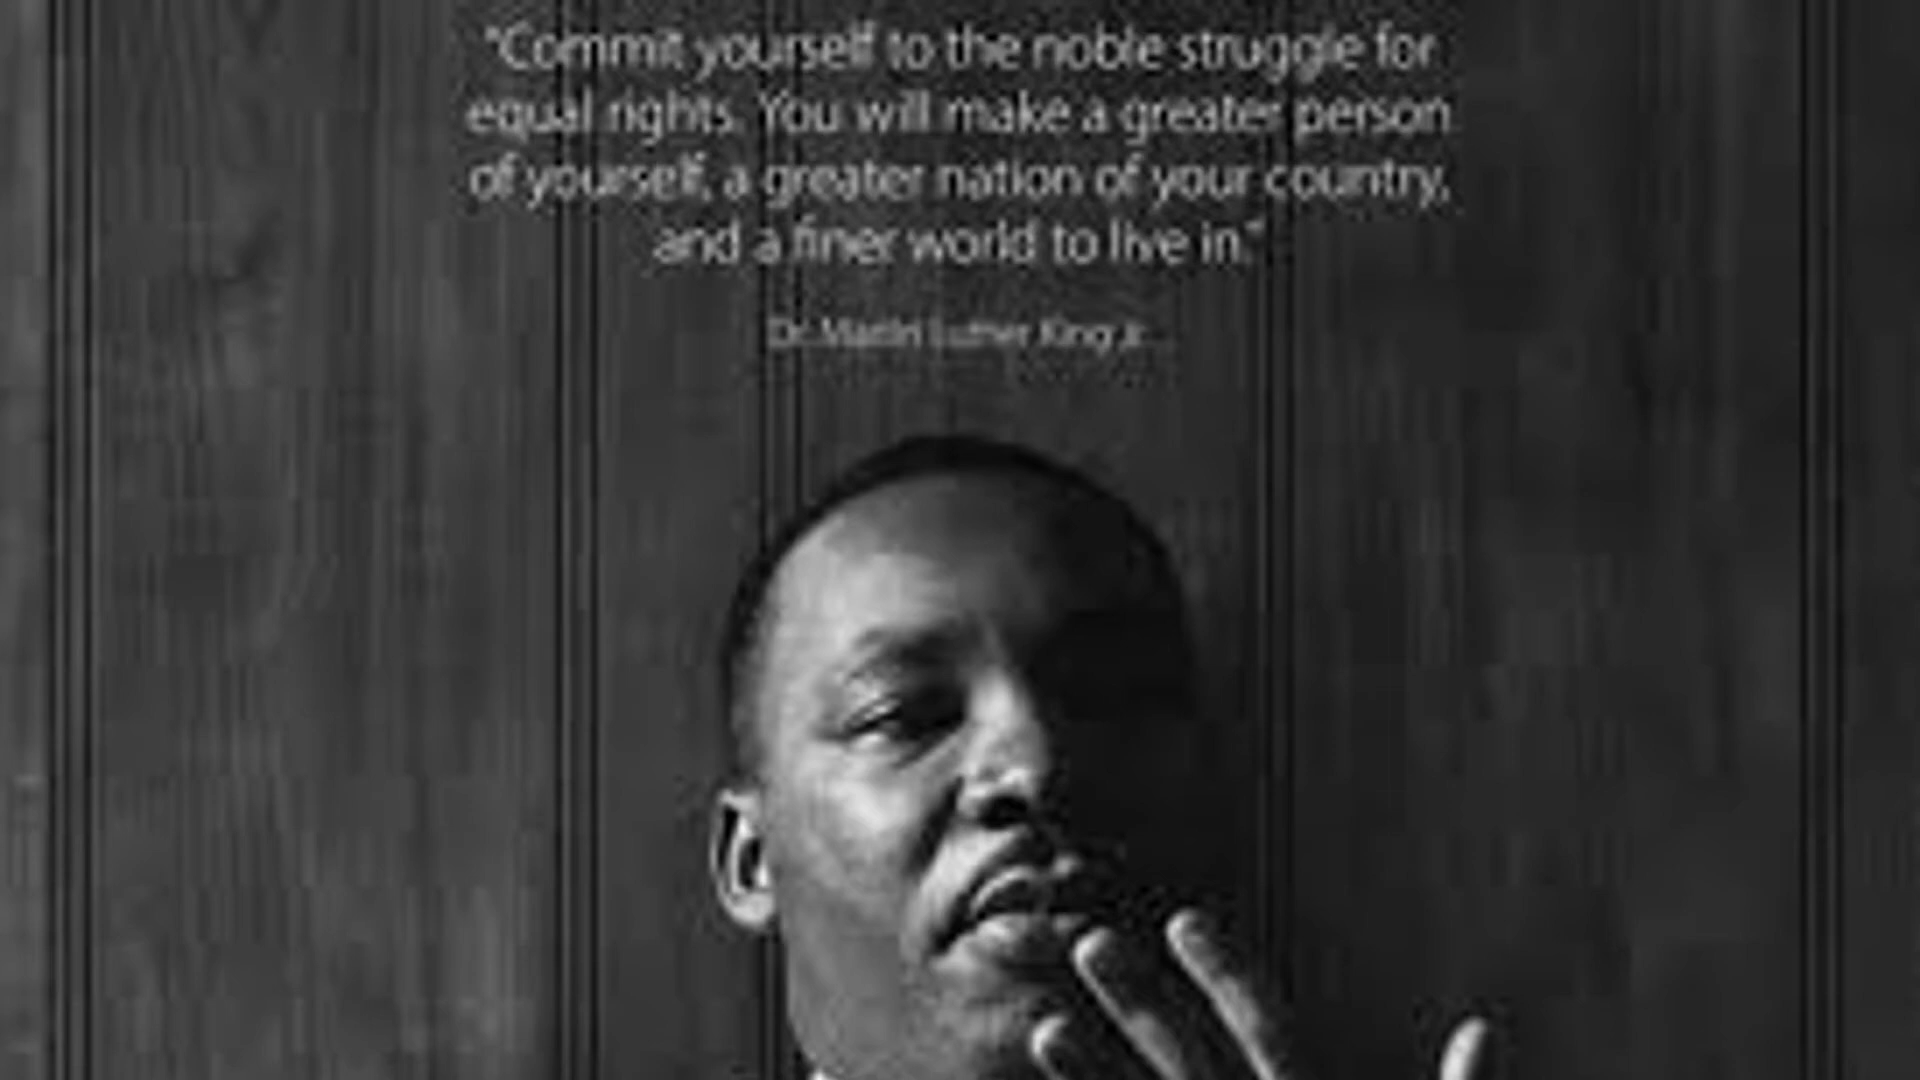 "Commit yourself to the noble struggle for
equal rights. You will make a greater person
of yourself, a greater nation of your country,
and a finer world to live in."
Dr. Martin Luther King Jr.